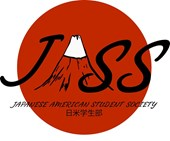 JASS
JAPANESE AMERICAN STUDENT SOCIETY
日米学生部